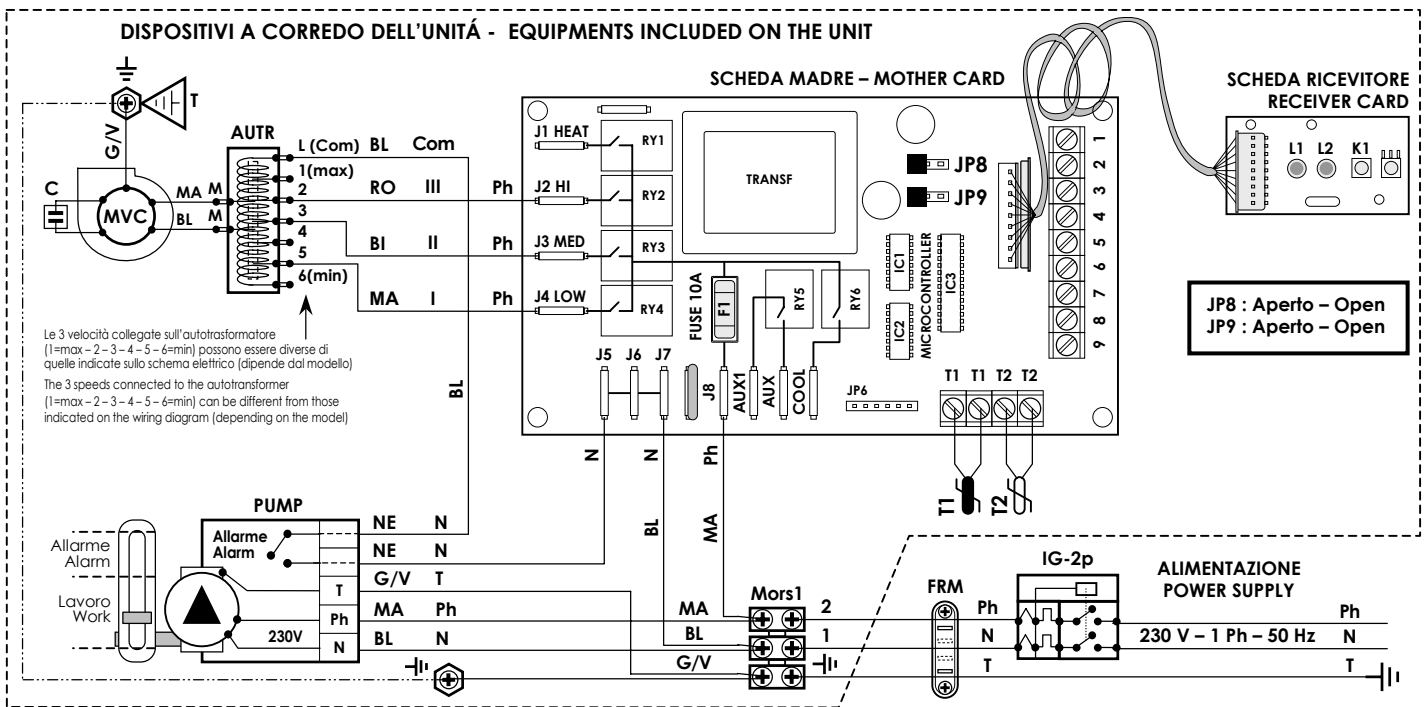 DISPOSITIVI A CORREDO DELL'UNITÁ - EQUIPMENTS INCLUDED ON THE UNIT
SCHEDA MADRE – MOTHER CARD
SCHEDA RICEVITORE
RECEIVER CARD
L1 L2 K1
T
G/V
AUTR
C
MVC
MA M
BL M
L (Com) BL Com
1(max)
2
RO III Ph
3
4
BI II Ph
5
6(min)
MA I Ph
J1 HEAT
J2 HI
J3 MED
J4 LOW
RY1
RY2
RY3
RY4
TRANSF
JP8
JP9
1
2
3
4
5
6
7
8
9
FUSE 10A
F1
RY5
RY6
IC1
IC2
IC3
MICROCONTROLER
J5 J6 J7
J8
AUX1
AUX
COOL
JP6
T1 T1 T2 T2
T1
T2
JP8 : Aperto – Open
JP9 : Aperto – Open
Le 3 velocità collegate sull'autotrasformatore
(1=max – 2 – 3 – 4 – 5 – 6=min) possono essere diverse di
quelle indicate sullo schema elettrico (dipende dal modello)
The 3 speeds connected to the autotransformer
(1=max – 2 – 3 – 4 – 5 – 6=min) can be different from those
indicated on the wiring diagram (depending on the model)
BL
N
N
Ph
BL
MA
PUMP
Allarme
Alarm
Lavoro
Work
Allarme
Alarm
230V
T
Ph
N
NE N
NE N
G/V T
MA Ph
BL N
Mors1
MA
BL
G/V
2
1
FRM
Ph
N
T
IG-2p
ALIMENTAZIONE
POWER SUPPLY
230 V – 1 Ph – 50 Hz
Ph
N
T